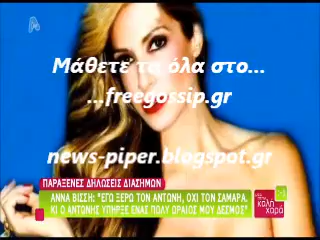 Μάθετε τα όλα στο...
...freegossip.gr
news-piper.blogspot.gr
ΠΑΡΑΞΕΝΕΣ ΔΗΛΩΣΕΙΣ ΔΙΑΣΗΜΩΝ
ΑΝΝΑ ΒΙΣΣΗ: "ΕΓΩ ΞΕΡΩ ΤΟΝ ΑΝΤΩΝΗ, ΟΧΙ ΤΟΝ ΣΑΜΑΡΑ.
ΚΙ Ο ΑΝΤΩΝΗΣ ΥΠΗΡΞΕ ΕΝΑΣ ΠΟΛΥ ΩΡΑΙΟΣ ΜΟΥ ΔΕΣΜΟΣ"
καλη
χαρά